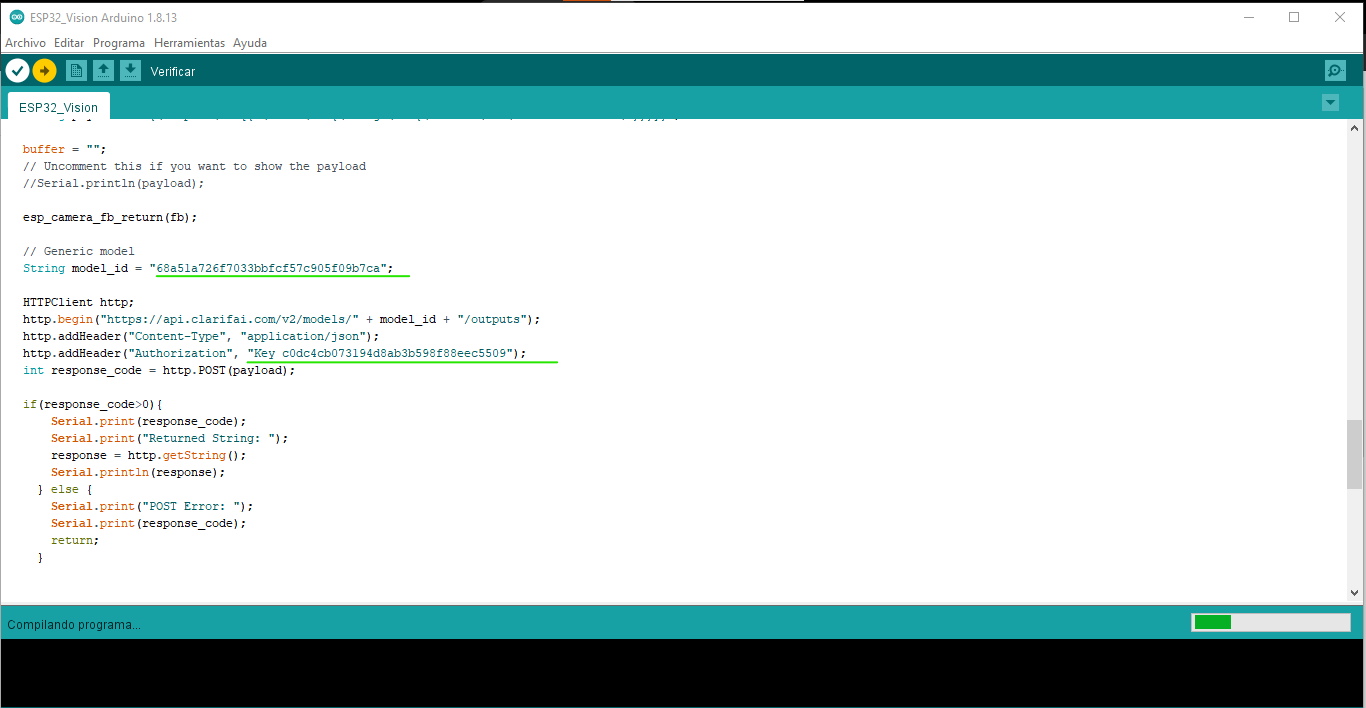 ESP32_Vision Arduino 1.8.13
Archivo Editar Programa Herramientas Ayuda
Verificar
ESP32_Vision
buffer = "";
// Uncomment this if you want to show the payload
//Serial.println(payload);
esp_camera_fb_return(fb);
// Generic model
String model_id = "68a51a726f7033bbfcf57c905f09b7ca";
HTTPClient http;
http.begin("https://api.clarifai.com/v2/models/" + model_id + "/outputs");
http.addHeader("Content-Type", "application/json");
http.addHeader("Authorization", "Key c0dc4cb073194d8ab3b598f88eec5509");
int response_code = http.POST(payload);
if(response_code>0){
Serial.print(response_code);
Serial.print("Returned String: ");
response = http.getString();
Serial.println(response);
} else {
Serial.print("POST Error: ");
Serial.print(response_code);
return;
}
Compilando programa...